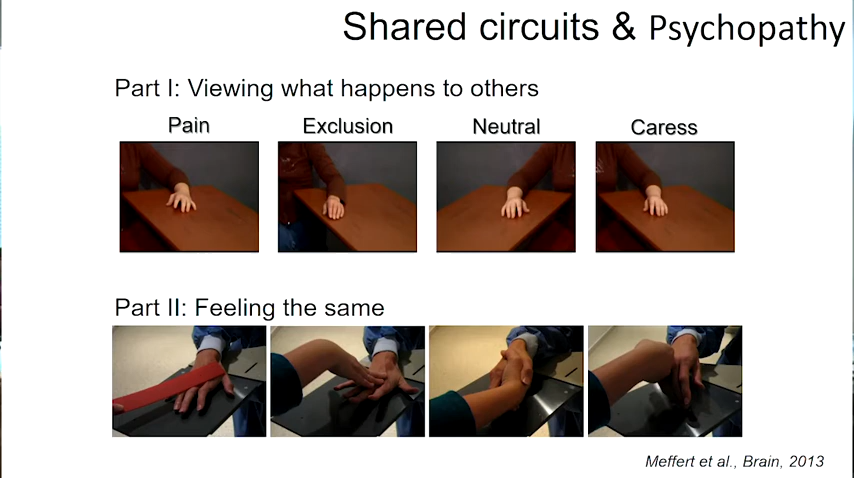 Shared circuits & Psychopathy
Part I: Viewing what happens to others
Pain Exclusion Neutral Caress
Part II: Feeling the same
Meffert et al., Brain, 2013